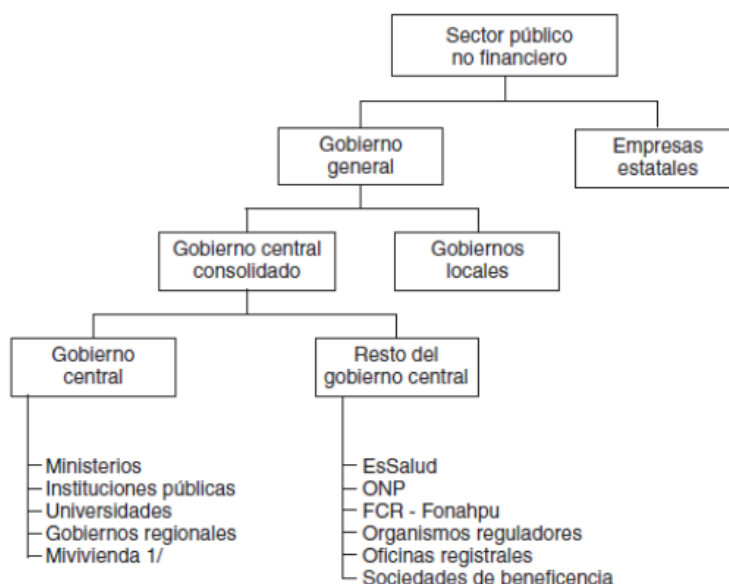 Sector público
no financiero
Gobierno
general
Empresas
estatales
Gobierno central
consolidado
Gobiernos
locales
Gobierno
central
Resto del
gobierno central
Ministerios
Instituciones públicas
Universidades
Gobiernos regionales
Mivivienda 1/
EsSalud
ONP
FCR - Fonahpu
Organismos reguladores
Oficinas registrales
Sociedades de beneficencia